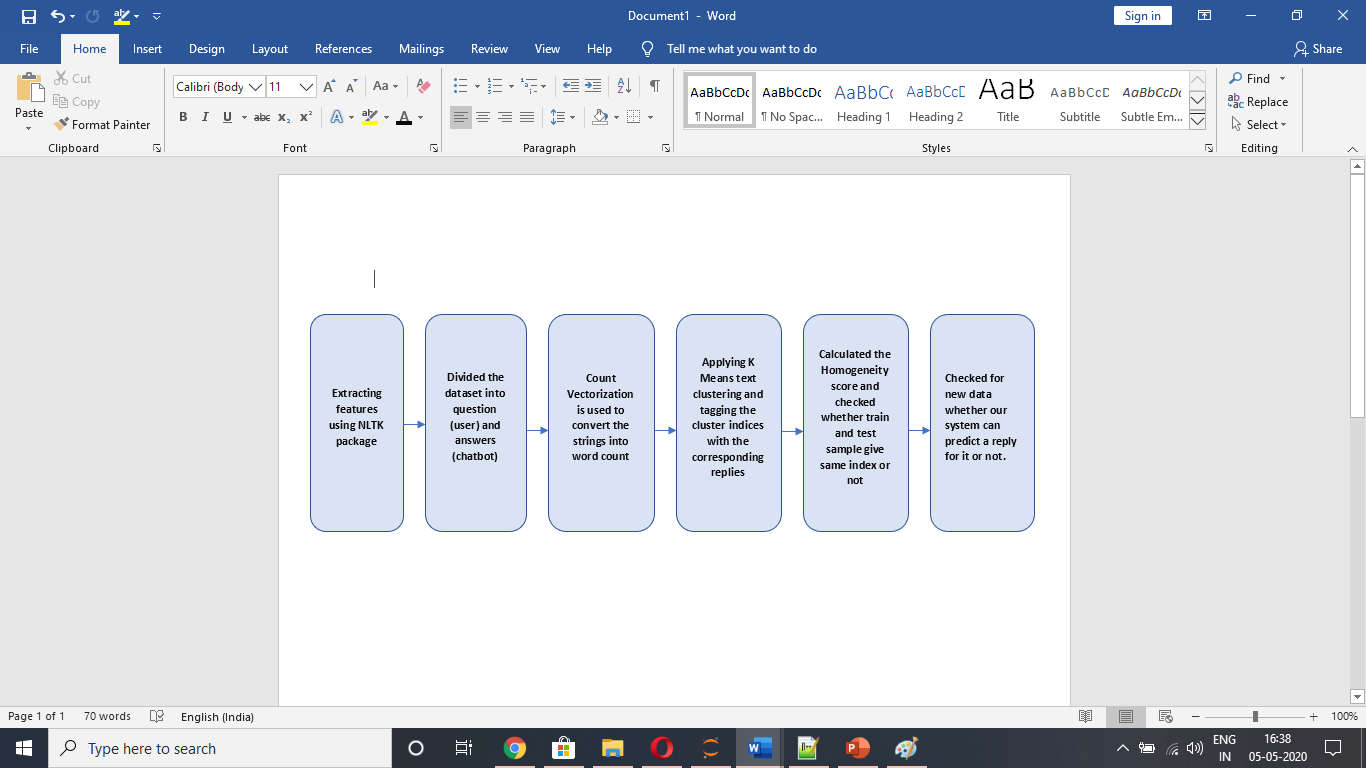 Document1 - Word
Sign in
File Home Insert Design Layout References Mailings Review View Help Tell me what you want to do Share
Paste
Cut
Copy
Format Painter
Clipboard
Calibri (Body 11
Aa
B I U abc x₂ x²
A A
Font
Paragraph
AaBbCcDc AaBbCcDc AaBbCc AaBbCcD AaB AaBbCcD AaBbCcDc
¶ Normal ¶ No Spac... Heading 1 Heading 2 Title Subtitle Subtle Em...
Styles
Find
Replace
Select
Editing
Extracting
features
using NLTK
package
Divided the
dataset into
question
(user) and
answers
(chatbot)
Count
Vectorization
is used to
convert the
strings into
word count
Applying K
Means text
clustering and
tagging the
cluster indices
with the
corresponding
replies
Calculated the
Homogeneity
score and
checked
whether train
and test
sample give
same index or
not
Checked for
new data
whether our
system can
predict a reply
for it or not.
Page 1 of 1 70 words English (India) 100%
Type here to search
ENG
IN
16:38
05-05-2020